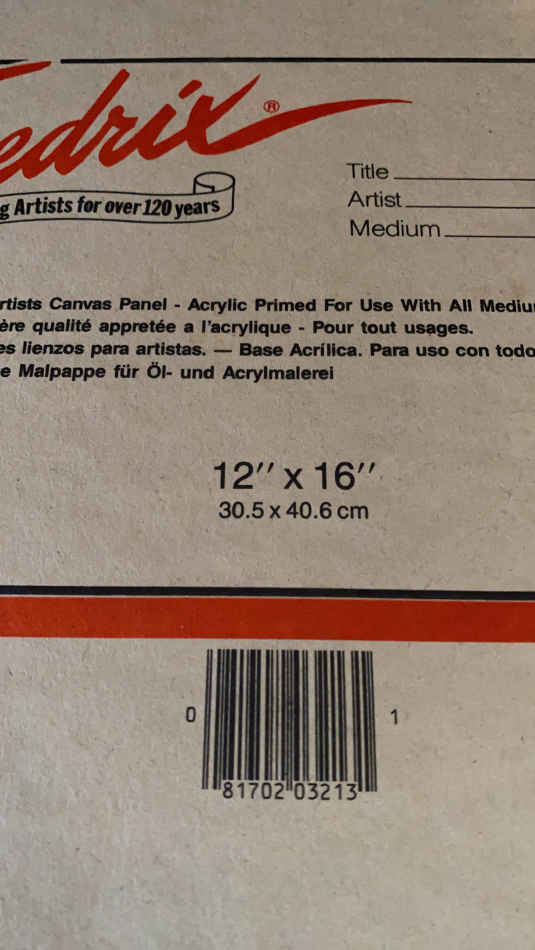 edrix®
g Artists for over 120 years
Title
Artist
Medium
rtists Canvas Panel - Acrylic Primed For Use With All Mediu
ère qualité appretée a l'acrylique - Pour tout usages.
es lienzos para artistas. — Base Acrílica. Para uso con todo
e Malpappe für Öl- und Acrylmalerei
12″ x 16″
30.5 x 40.6 cm
0 81702 03213 1